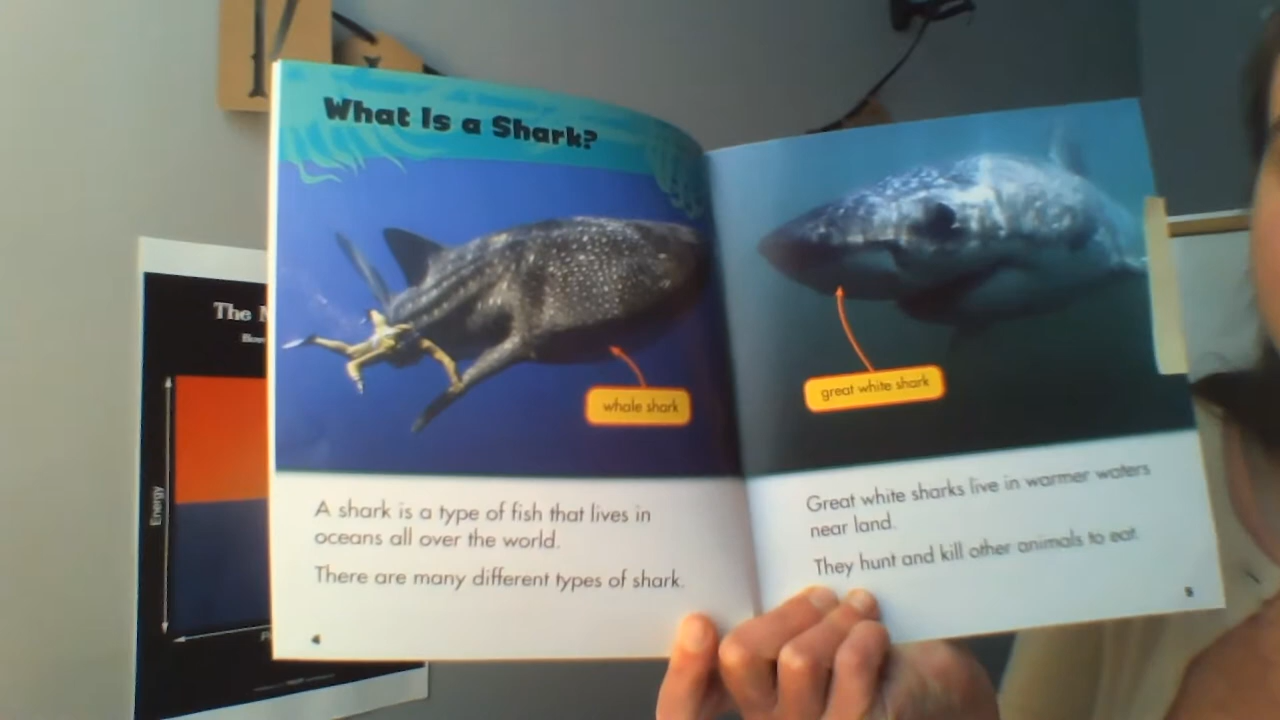 What Is a Shark?
whale shark
A shark is a type of fish that lives in
oceans all over the world.
There are many different types of shark.
4
great white shark
Great white sharks live in warmer waters
near land.
They hunt and kill other animals to eat.
5
The
Energy